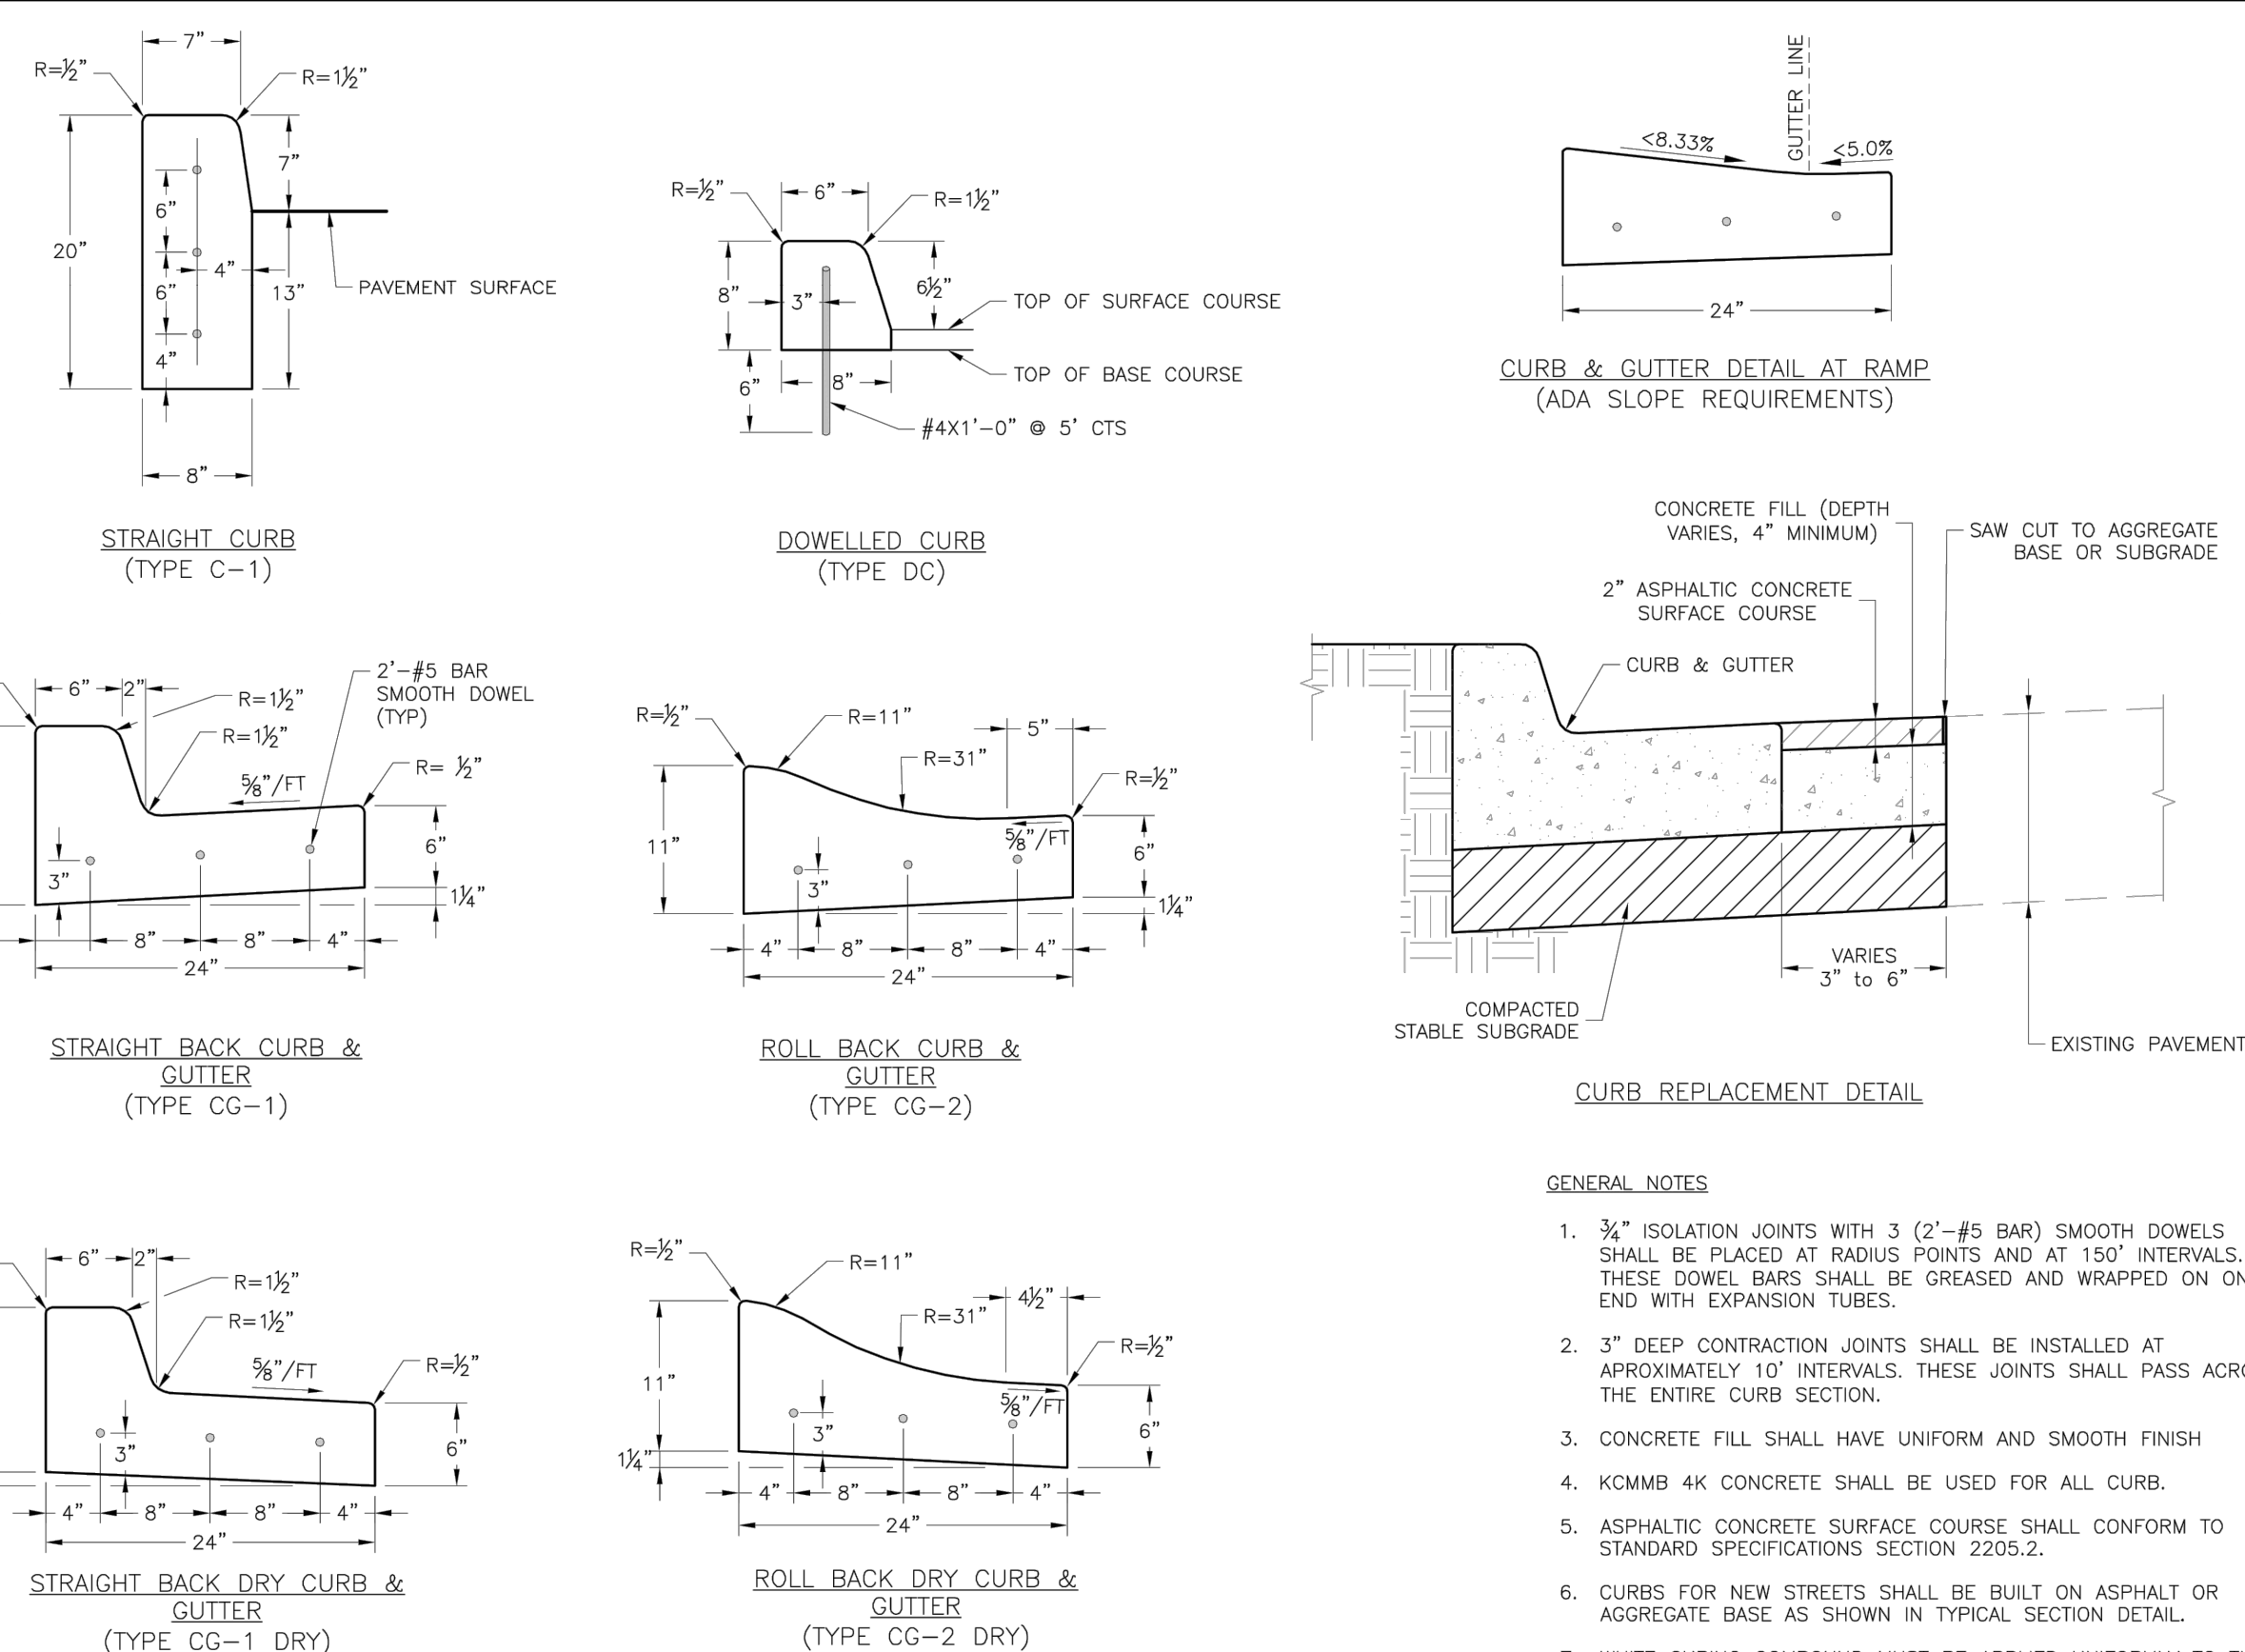 7"
R=½"
R=1½"
7"
20"
6"
6"
4"
4"
13"
PAVEMENT SURFACE
8"
STRAIGHT CURB
(TYPE C-1)
R=½"
6"
R=1½"
8"
3"
6½"
TOP OF SURFACE COURSE
TOP OF BASE COURSE
6"
8"
#4X1'-0" @ 5' CTS
DOWELLED CURB
(TYPE DC)
GUTTER LINE
<8.33%
<5.0%
24"
CURB & GUTTER DETAIL AT RAMP
(ADA SLOPE REQUIREMENTS)
6"
2"
R=1½"
R=1½"
2'-#5 BAR
SMOOTH DOWEL
(TYP)
⅝"/FT
R= ½"
3"
6"
1¼"
8"
8"
4"
24"
STRAIGHT BACK CURB &
GUTTER
(TYPE CG-1)
R=½"
R=11"
R=31"
5"
R=½"
⅝"/FT
11"
3"
6"
1¼"
4"
8"
8"
4"
24"
ROLL BACK CURB &
GUTTER
(TYPE CG-2)
CONCRETE FILL (DEPTH
VARIES, 4" MINIMUM)
SAW CUT TO AGGREGATE
BASE OR SUBGRADE
2" ASPHALTIC CONCRETE
SURFACE COURSE
CURB & GUTTER
VARIES
3" to 6"
COMPACTED
STABLE SUBGRADE
EXISTING PAVEMENT
CURB REPLACEMENT DETAIL
6"
2"
R=1½"
R=1½"
⅝"/FT
R=½"
3"
6"
4"
8"
8"
4"
24"
STRAIGHT BACK DRY CURB &
GUTTER
(TYPE CG-1 DRY)
R=½"
R=11"
R=31"
4½"
R=½"
⅝"/FT
11"
3"
6"
1¼"
4"
8"
8"
4"
24"
ROLL BACK DRY CURB &
GUTTER
(TYPE CG-2 DRY)
GENERAL NOTES
1. ¾" ISOLATION JOINTS WITH 3 (2'-#5 BAR) SMOOTH DOWELS
SHALL BE PLACED AT RADIUS POINTS AND AT 150' INTERVALS.
THESE DOWEL BARS SHALL BE GREASED AND WRAPPED ON
END WITH EXPANSION TUBES.
2. 3" DEEP CONTRACTION JOINTS SHALL BE INSTALLED AT
APROXIMATELY 10' INTERVALS. THESE JOINTS SHALL PASS
THE ENTIRE CURB SECTION.
3. CONCRETE FILL SHALL HAVE UNIFORM AND SMOOTH FINISH
4. KCMMB 4K CONCRETE SHALL BE USED FOR ALL CURB.
5. ASPHALTIC CONCRETE SURFACE COURSE SHALL CONFORM TO
STANDARD SPECIFICATIONS SECTION 2205.2.
6. CURBS FOR NEW STREETS SHALL BE BUILT ON ASPHALT OR
AGGREGATE BASE AS SHOWN IN TYPICAL SECTION DETAIL.